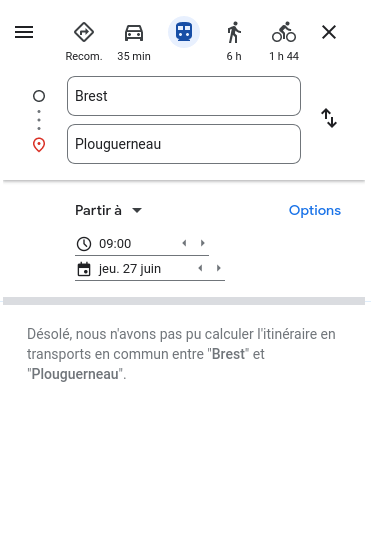 Recom.
35 min
6 h
1 h 44
Brest
Plouguerneau
Partir à
Options
09:00
jeu. 27 juin
Désolé, nous n'avons pas pu calculer l'itinéraire en
transports en commun entre "Brest" et
"Plouguerneau".